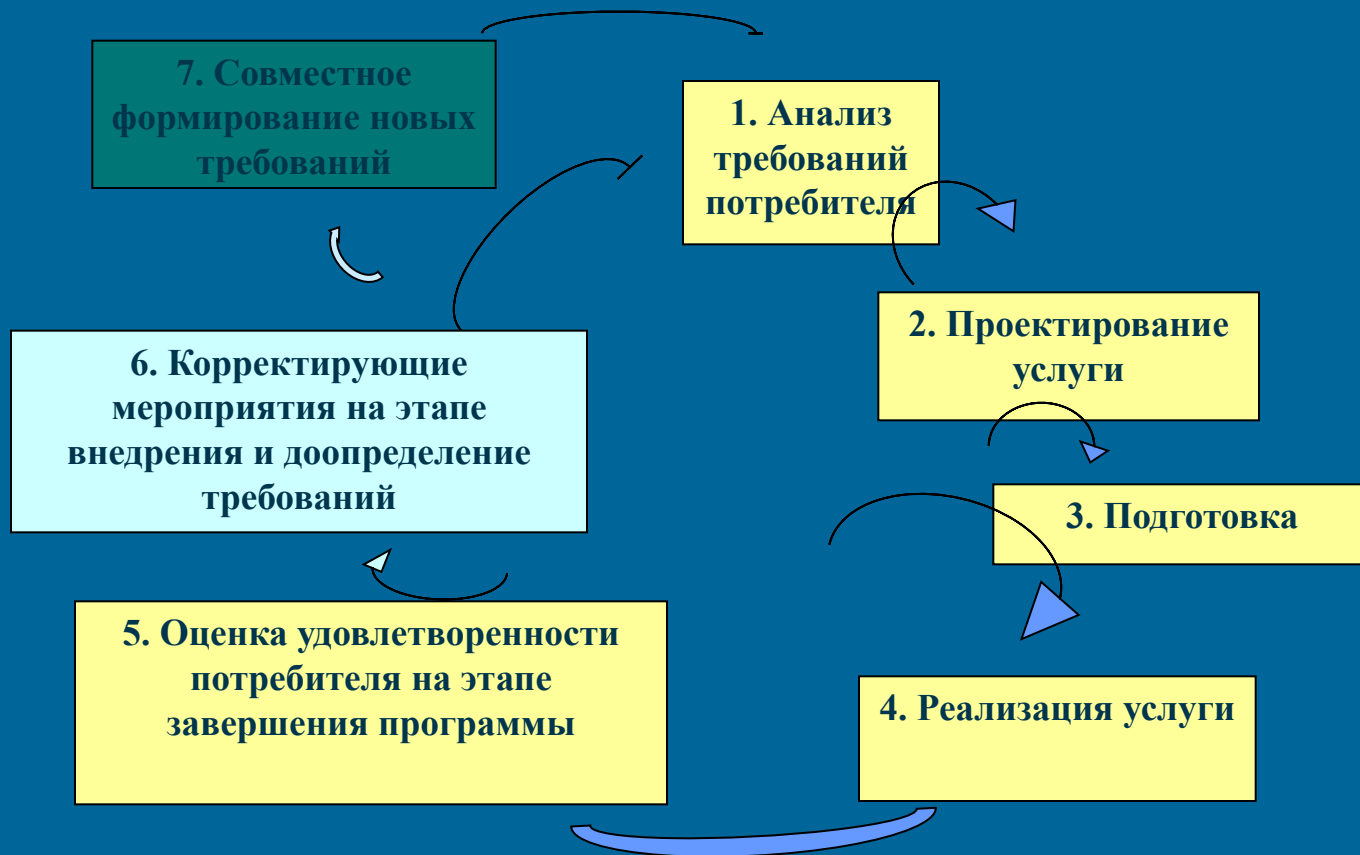 7. Совместное
формирование новых
требований
1. Анализ
требований
потребителя
2. Проектирование
услуги
3. Подготовка
4. Реализация услуги
5. Оценка удовлетворенности
потребителя на этапе
завершения программы
6. Корректирующие
мероприятия на этапе
внедрения и доопределение
требований